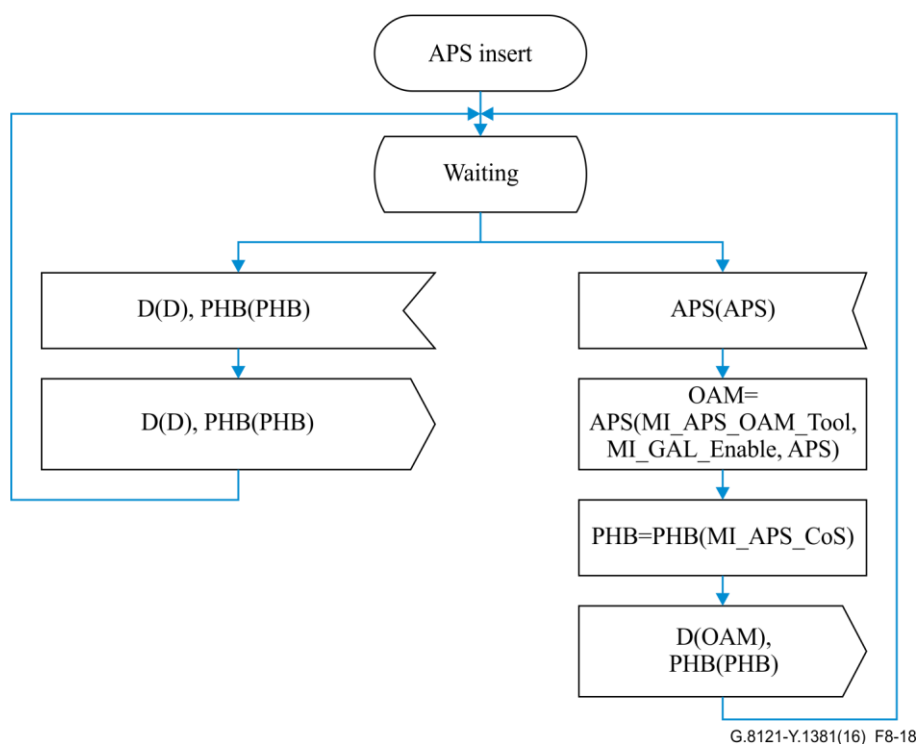 APS insert
Waiting
D(D), PHB(PHB)
D(D), PHB(PHB)
APS(APS)
OAM=
APS(MI_APS_OAM_Tool,
MI_GAL_Enable, APS)
PHB=PHB(MI_APS_CoS)
D(OAM),
PHB(PHB)
G.8121-Y.1381(16)_F8-18